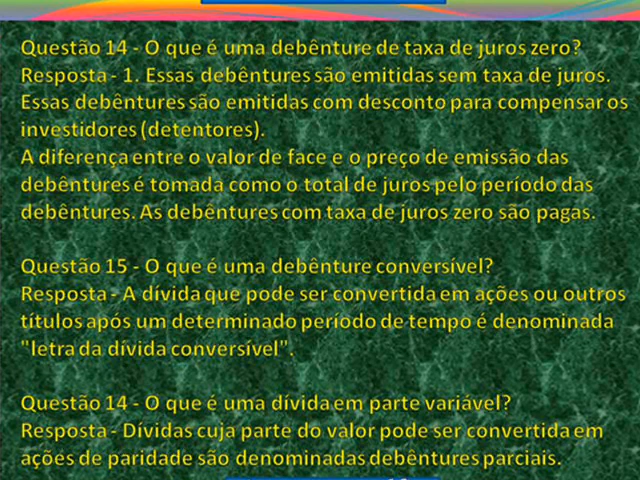 Questão 14 - O que é uma debênture de taxa de juros zero?
Resposta - 1. Essas debêntures são emitidas sem taxa de juros.
Essas debêntures são emitidas com desconto para compensar os
investidores (detentores).
A diferença entre o valor de face e o preço de emissão das
debêntures é tomada como o total de juros pelo período das
debêntures. As debêntures com taxa de juros zero são pagas.
Questão 15 - O que é uma debênture conversível?
Resposta - A dívida que pode ser convertida em ações ou outros
títulos após um determinado período de tempo é denominada
"letra da dívida conversível".
Questão 14 - O que é uma dívida em parte variável?
Resposta - Dívidas cuja parte do valor pode ser convertida em
ações de paridade são denominadas debêntures parciais.